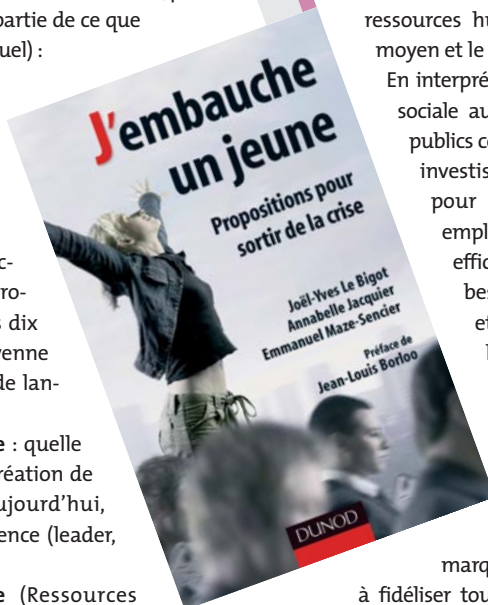 partie de ce que
uel) :
c-
ro-
s dix
yenne
de lan-
e : quelle
réation de
ujourd'hui,
ence (leader,
e (Ressources
J'embauche
un jeune
Propositions pour
sortir de la crise
Joël-Yves Le Bigot
Annabelle Jacquier
Emmanuel Maze-Sencier
Préface de
Jean-Louis Borloo
DUNOD
ressources hu
moyen et le
En interpré
sociale au
publics c
investis
pour
empl
effic
bes
et
marq
à fidéliser tou